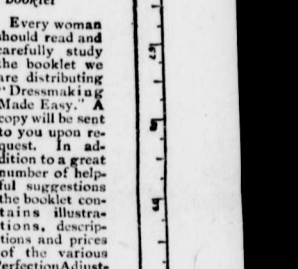 booklet
Every woman
should read and
carefully study
the booklet we
are distributing
"Dressmaking
Made Easy." A
copy will be sent
to you upon re-
quest. In ad-
dition to a great
number of help-
ful suggestions
the booklet con-
tains illustra-
tions, descrip-
tions and prices
of the various
PerfectionAdjust-